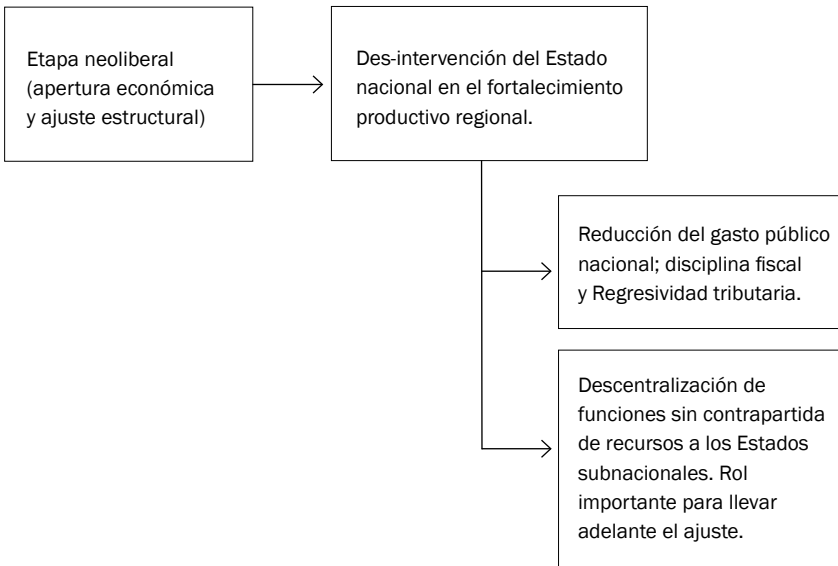 Etapa neoliberal
(apertura económica
y ajuste estructural)
Des-intervención del Estado
nacional en el fortalecimiento
productivo regional.
Reducción del gasto público
nacional; disciplina fiscal
y Regresividad tributaria.
Descentralización de
funciones sin contrapartida
de recursos a los Estados
subnacionales. Rol
importante para llevar
adelante el ajuste.